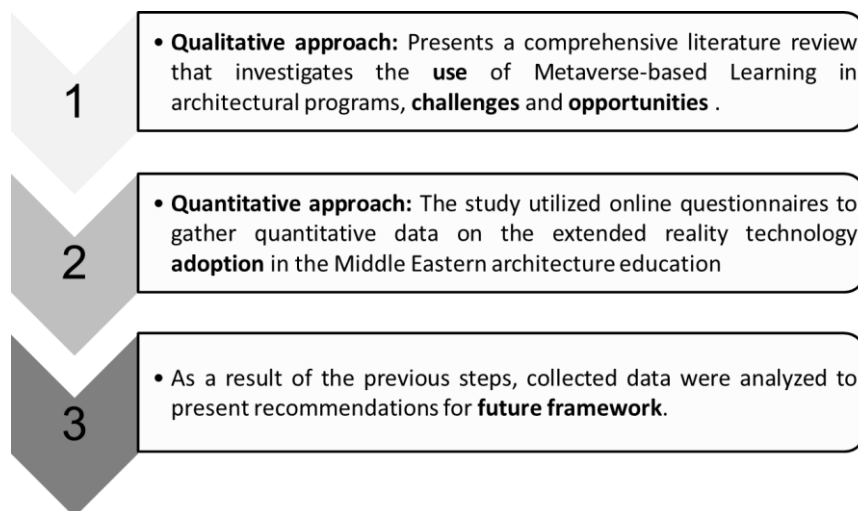 1
• Qualitative approach: Presents a comprehensive literature review
that investigates the use of Metaverse-based Learning in
architectural programs, challenges and opportunities .
2
• Quantitative approach: The study utilized online questionnaires to
gather quantitative data on the extended reality technology
adoption in the Middle Eastern architecture education
3
• As a result of the previous steps, collected data were analyzed to
present recommendations for future framework.